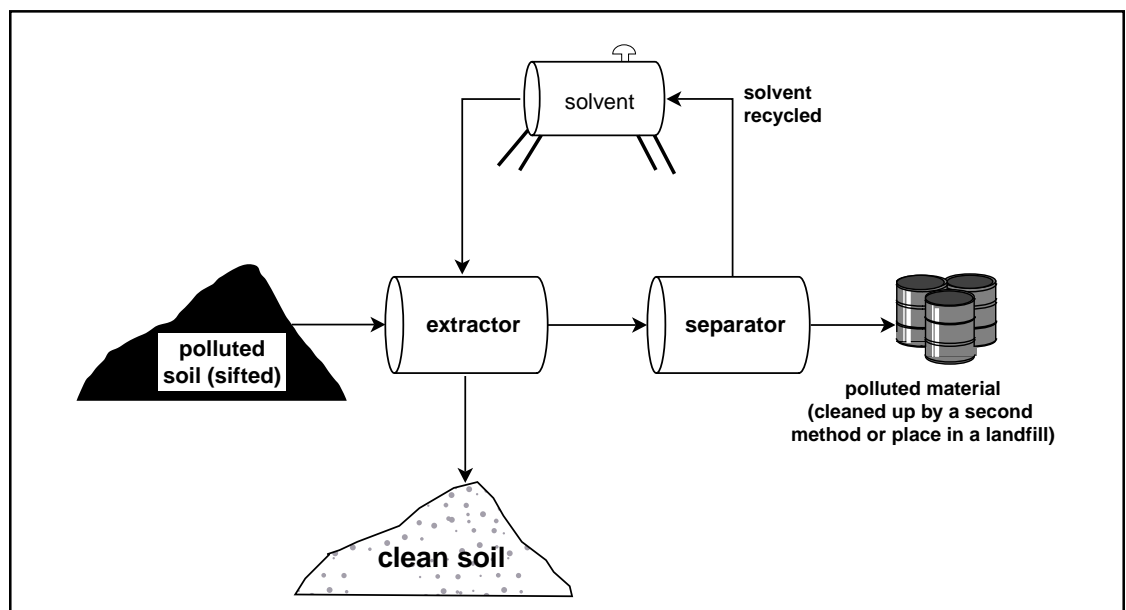 solvent
solvent
recycled
extractor
separator
polluted
soil (sifted)
polluted material
(cleaned up by a second
method or place in a landfill)
clean soil